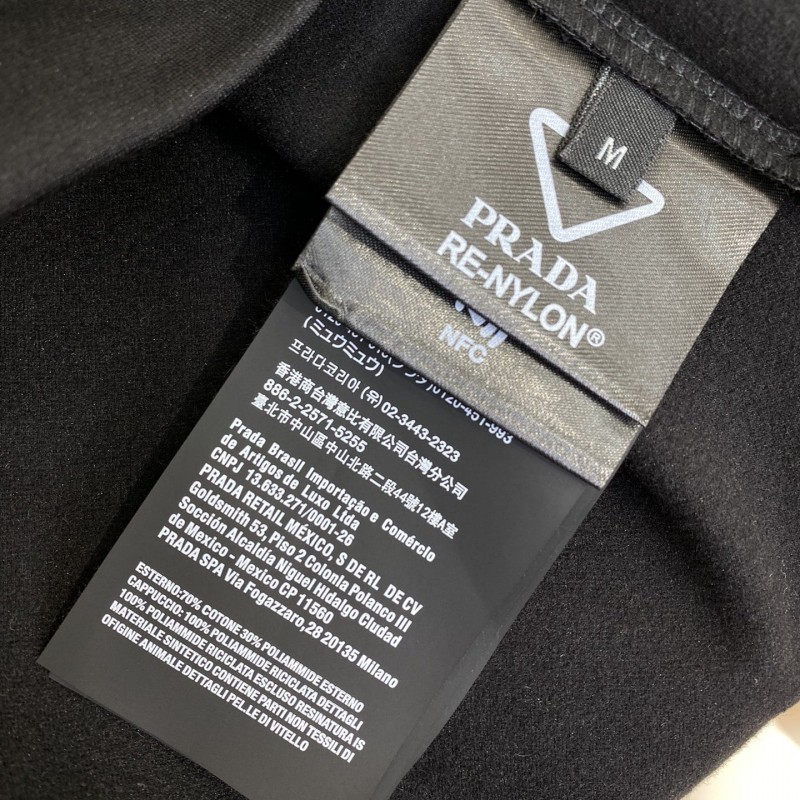 M
PRADA
RE-NYLON®
NFC
(ミュウミュウ)
프라다코리아 (유) 02-3443-2323
香港商台灣意比有限公司台灣分公司
886-2-2571-5255
臺北市中山區中山北路二段44號12樓A室
Prada Brasil Importação e Comércio
de Artigos de Luxo Ltda
CNPJ 13.633.271/0001-26
PRADA RETAIL MÉXICO, S DE RL. DE CV
Goldsmith 53, Piso 2 Colonia Polanco III
Socción Alcaldía Niguel Hidalgo Ciudad
de Mexico - Mexico CP 11560
PRADA SPA Via Fogazzaro,28 20135 Milano
ESTERNO:70% COTONE 30% POLIAMMIDE ESTERNO
CAPPUCCIO: 100% POLIAMMIDE RICICLATA DETTAGLI
100% POLIAMMIDE RICICLATA ESCLUSO RESINATURA IS
MATERIALE SINTETICO CONTIENE PARTI NON TESSILI DI
OFIGINE ANIMALE DETTAGLI PELLE DI VITELLO